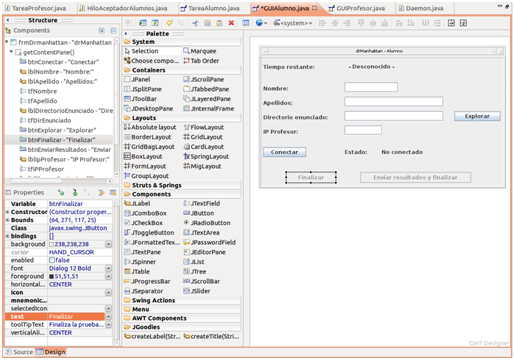 TareaProfesor.java
HiloAceptadorAlumnos.java
TareaAlumno.java
*GUIAlumno.java
GUIProfesor.java
Daemon.java
Structure
Components
frmDrmanhattan - "drManhattan"
getContentPane()
btnConectar - "Conectar"
lblNombre - "Nombre:"
lblApellido - "Apellidos:"
tfDirEnunciado
tfNombre
tfApellido
lblDirectorioEnunciado - "Dire
btnExplorar - "Explorar"
btnFinalizar - "Finalizar"
btnEnviarResultados - "Enviar
lblIpProfesor - "IP Profesor:"
tfIPProfesor
Properties
Variable btnFinalizar
Constructor (Constructor proper...
Bounds (64, 271, 117, 25)
Class javax.swing.JButton
bindings []
background 238,238,238
cursor HAND_CURSOR
enabled false
font Dialog 12 Bold
foreground 51,51,51
horizontal... CENTER
icon
mnemonic...
selectedIcon
text Finalizar
toolTipText Finaliza la prueba...
verticalAli... CENTER
Source
Design
Palette
System
Selection
Marquee
Choose compo...
Tab Order
Containers
JPanel
JScrollPane
JSplitPane
JTabbedPane
JToolBar
JLayeredPane
JDesktopPane
JInternalFrame
Layouts
Absolute layout
FlowLayout
BorderLayout
GridLayout
GridBagLayout
CardLayout
BoxLayout
SpringLayout
FormLayout
MigLayout
GroupLayout
Struts & Springs
Components
JLabel
JTextField
JComboBox
JButton
JCheckBox
JRadioButton
JToggleButton
JTextArea
JFormattedTex...
JPasswordField
JTextPane
JEditorPane
JSpinner
JList
JTable
JTree
JProgressBar
JScrollBar
JSeparator
JSlider
Swing Actions
Menu
AWT Components
JGoodies
createLabel(Stri...
createTitle(Stri...
<system>
drManhattan - Alumno
Tiempo restante:
- Desconocido -
Nombre:
Apellidos:
Directorio enunciado:
Explorar
IP Profesor:
Conectar
Estado:
No conectado
Finalizar
Enviar resultados y finalizar
GWT Designer